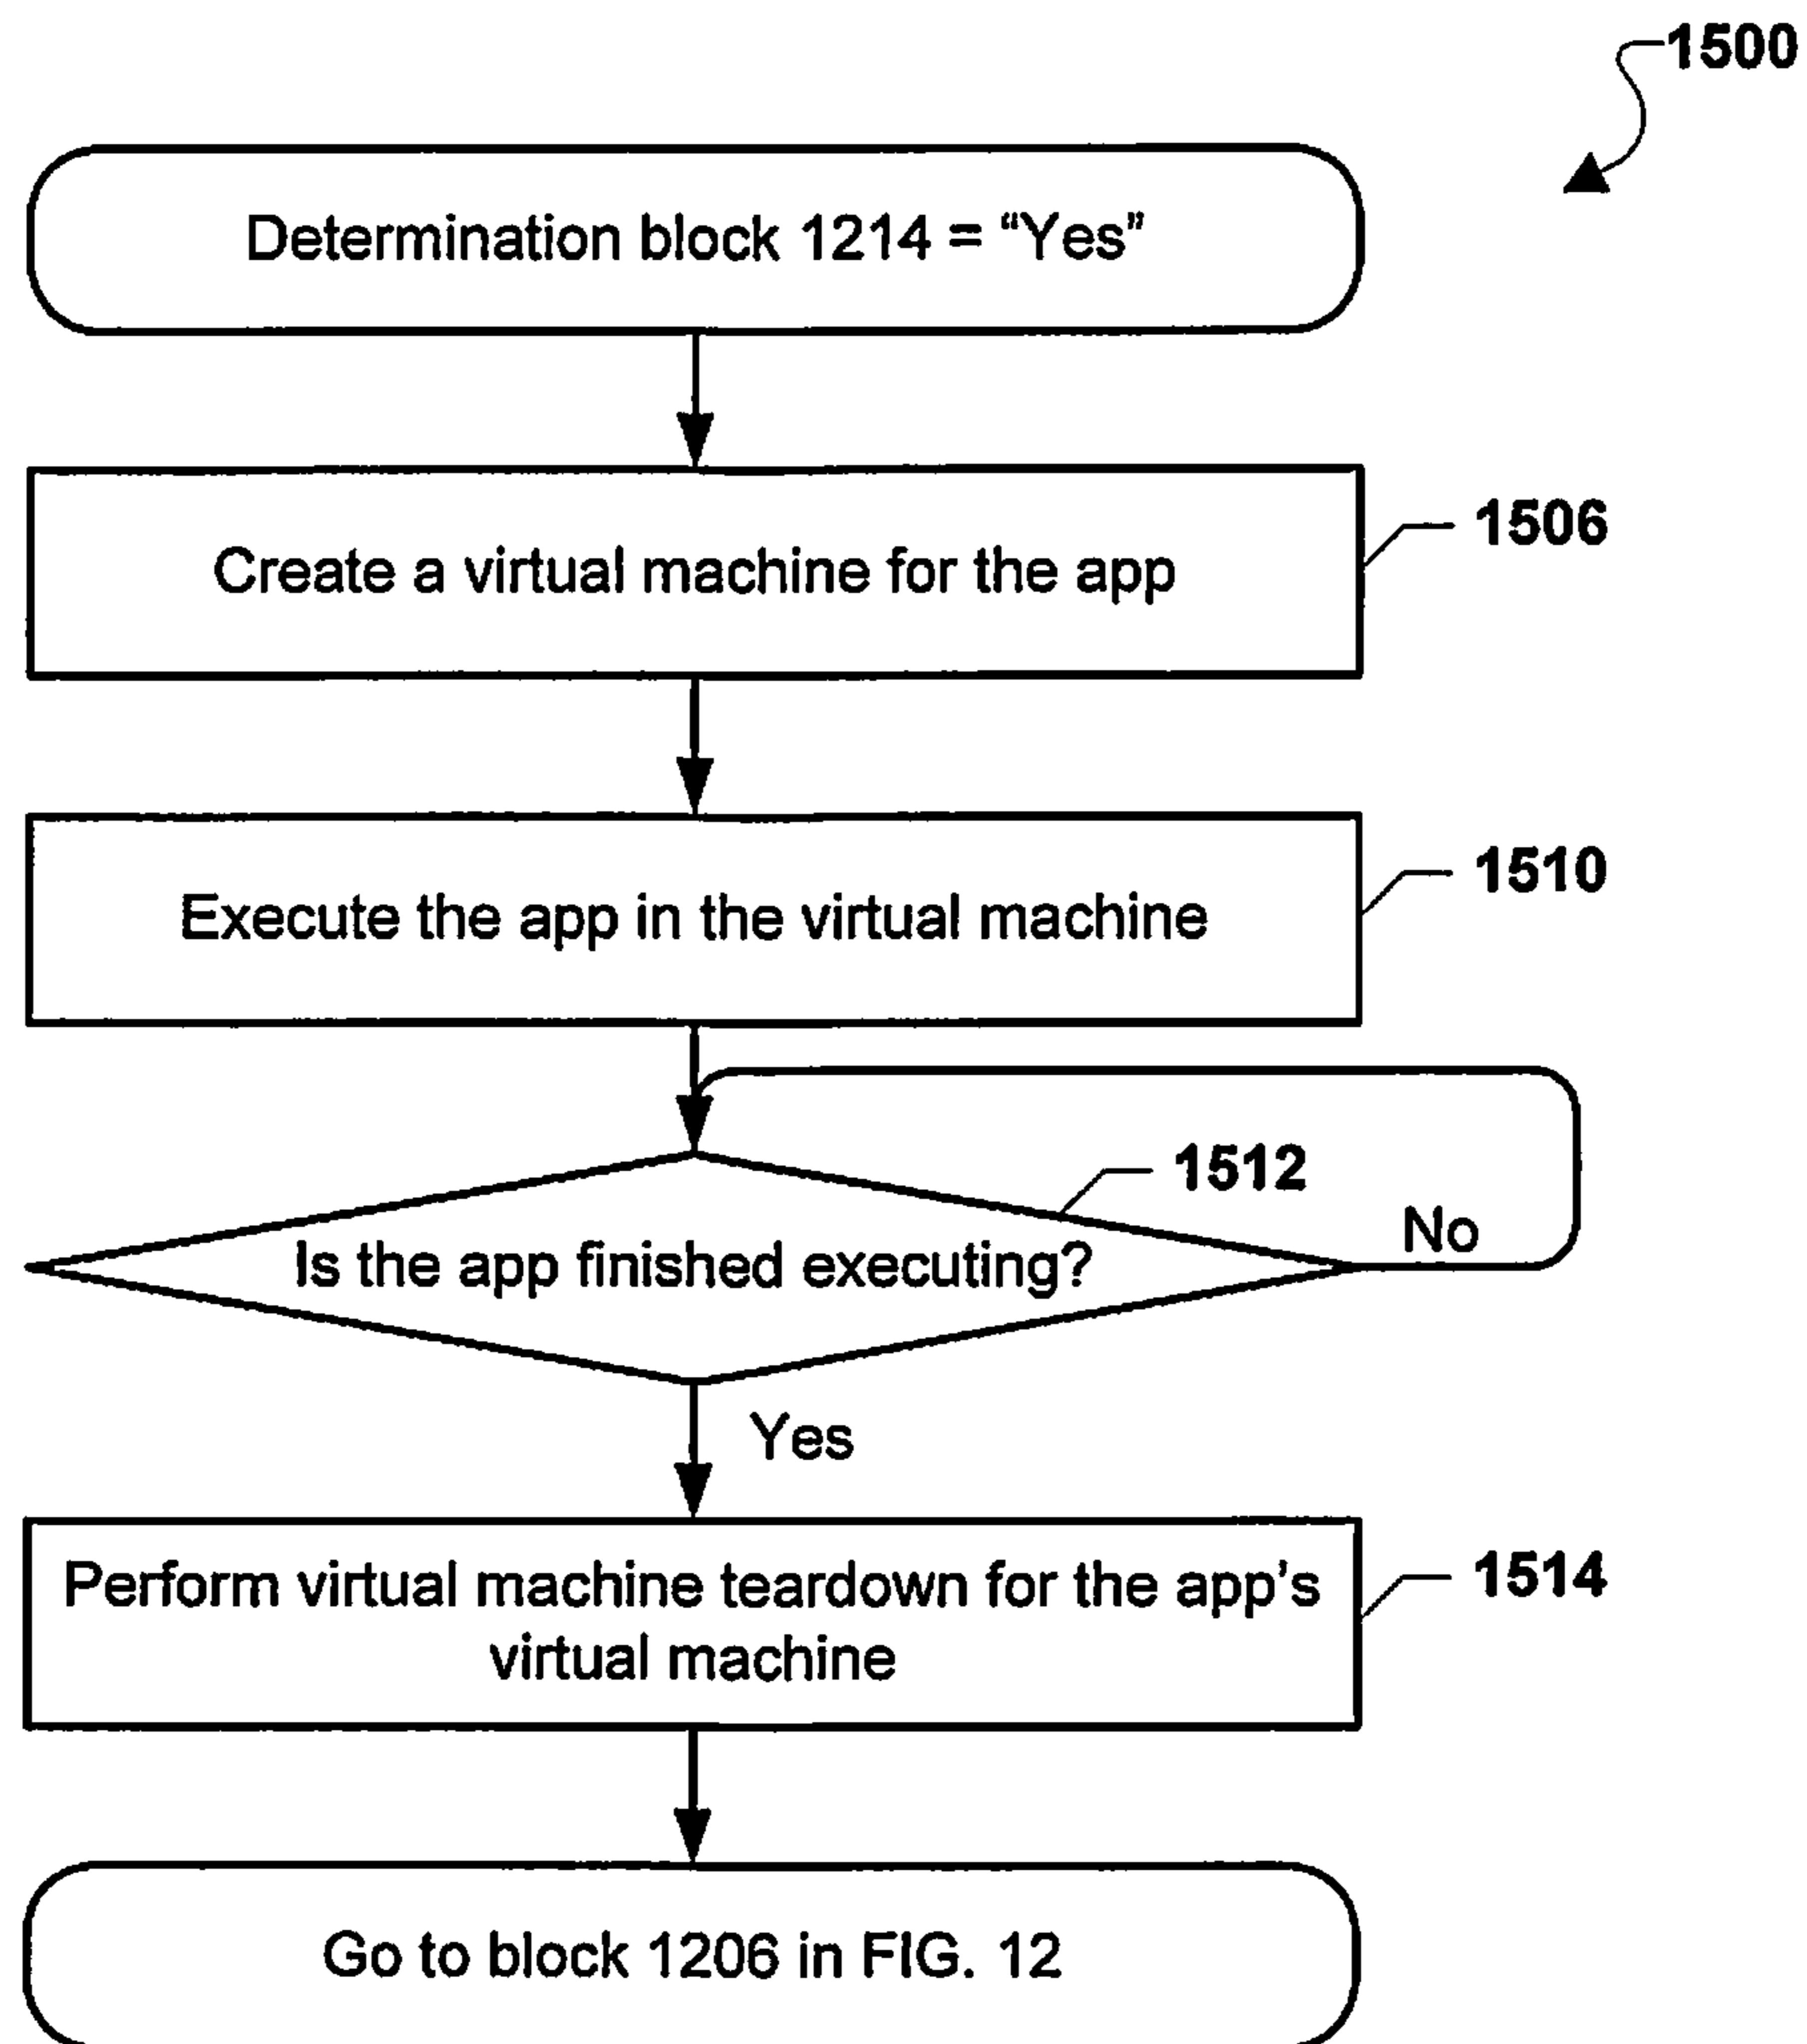 1500
Determination block 1214 = “Yes”
Create a virtual machine for the app
1506
Execute the app in the virtual machine
1510
1512
No
Is the app finished executing?
Yes
Perform virtual machine teardown for the app’s
virtual machine
1514
Go to block 1206 in FIG. 12